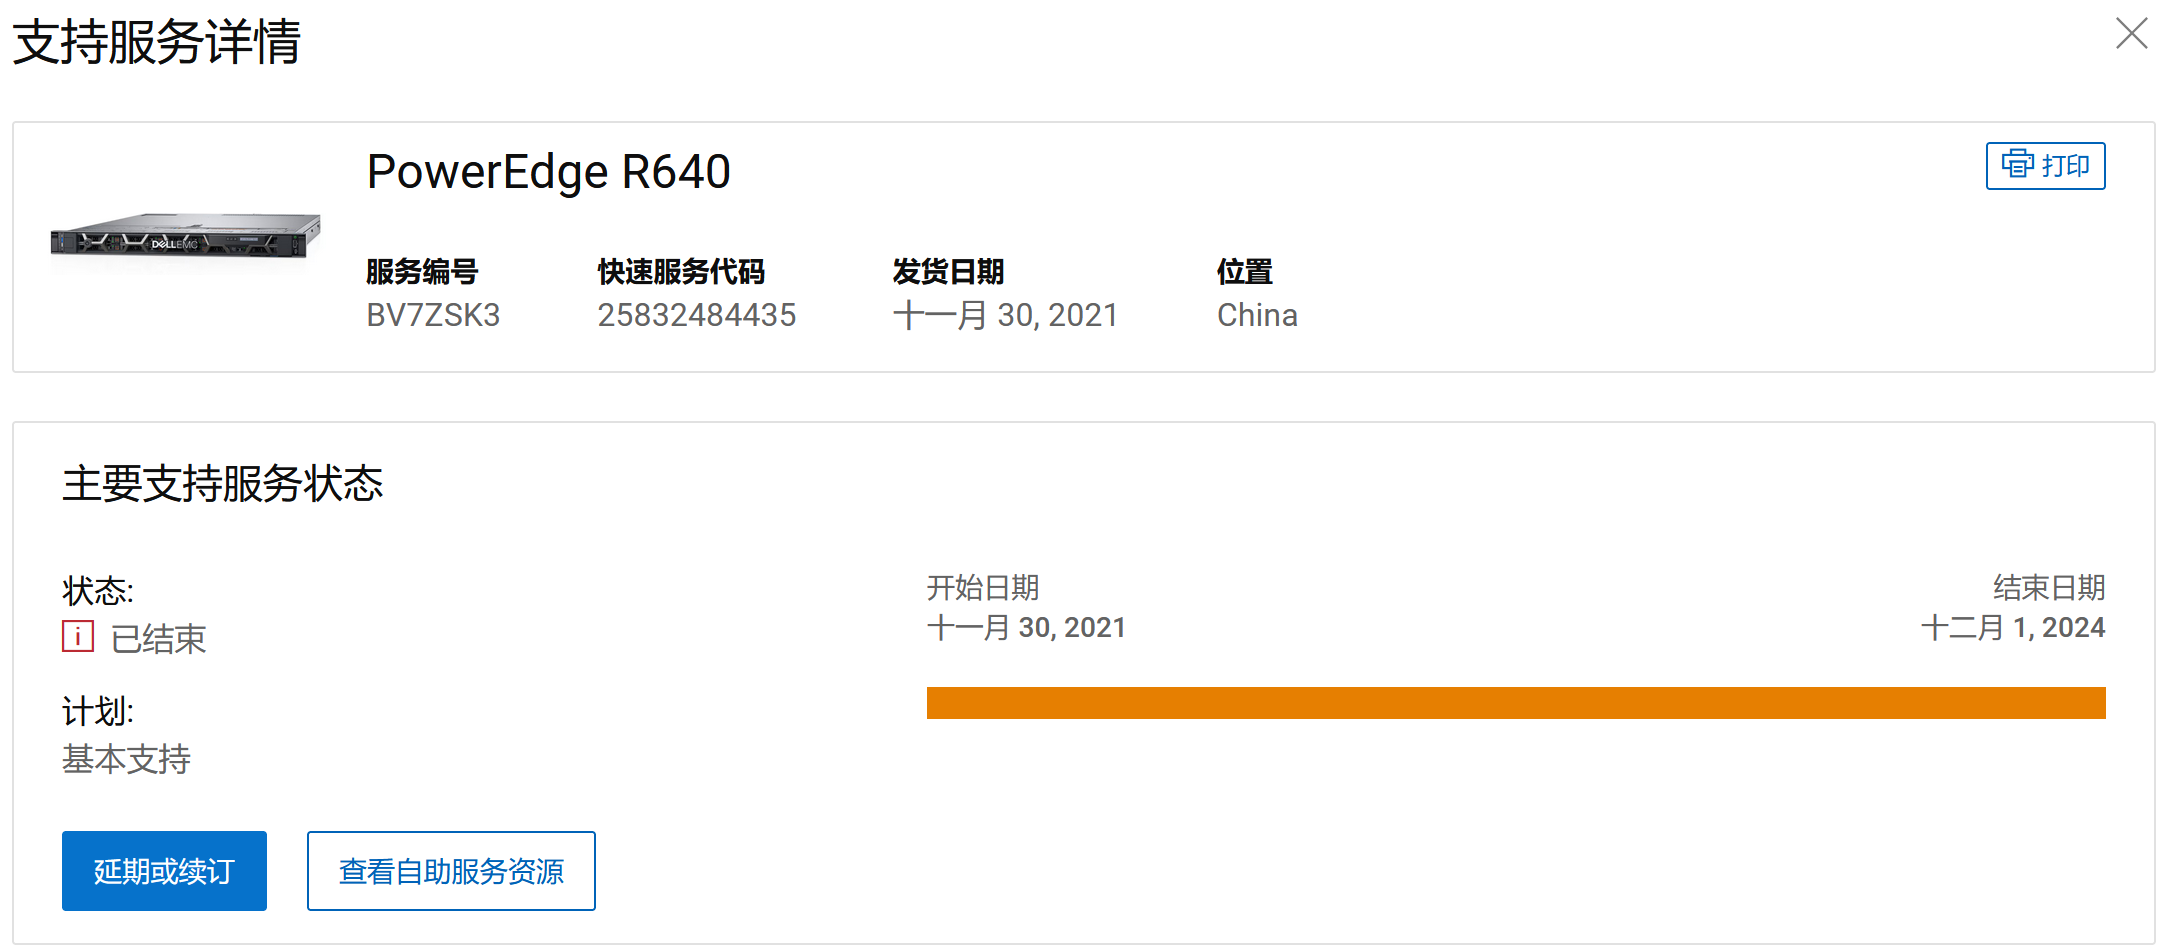 支持服务详情
PowerEdge R640
打印
DELLEMC
服务编号 快速服务代码 发货日期 位置
BV7ZSK3 25832484435 十一月 30, 2021 China
主要支持服务状态
状态:
已结束
开始日期 结束日期
十一月 30, 2021 十二月 1, 2024
计划:
基本支持
延期或续订 查看自助服务资源